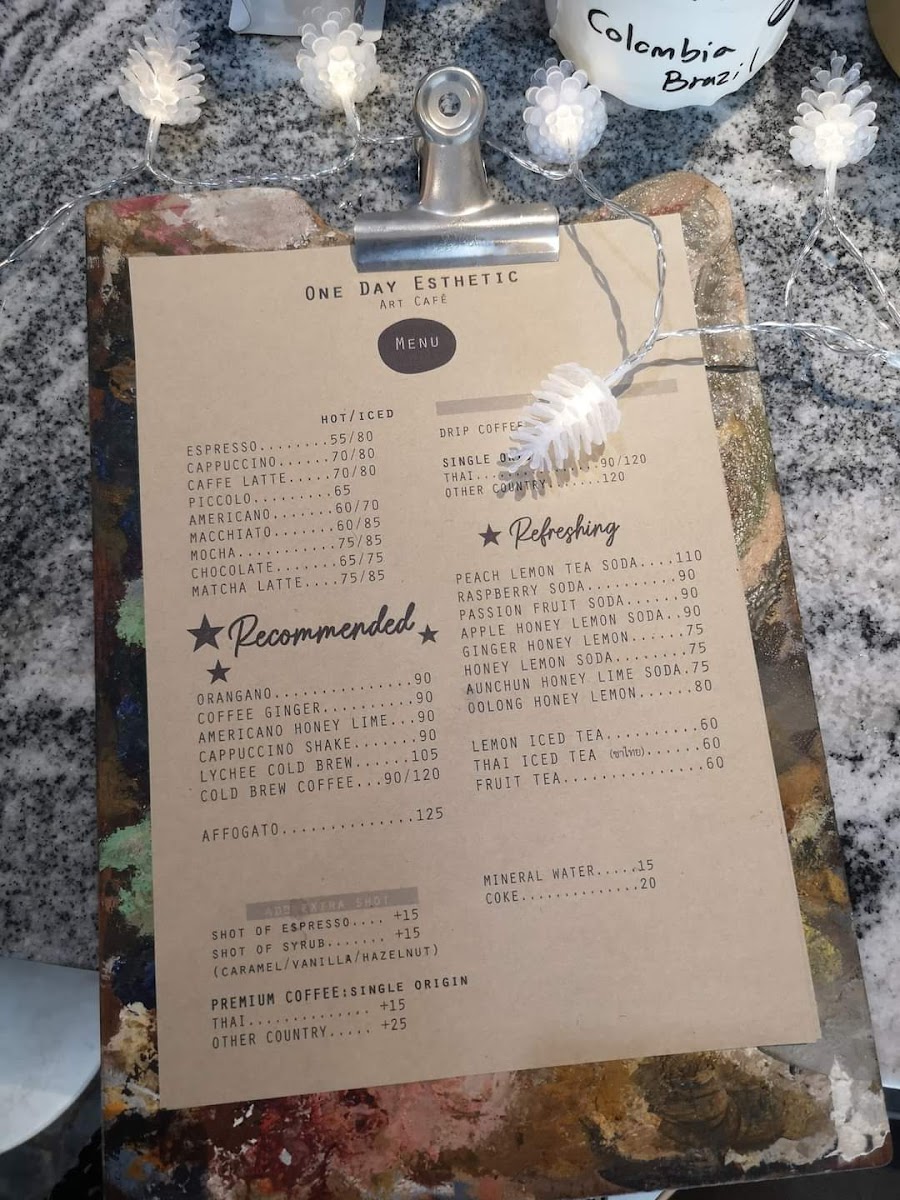 Colombia
Brazil
ONE DAY ESTHETIC
ART CAFÊ
MENU
HOT/ICED
ESPRESSO........55/80
CAPPUCCINO......70/80
CAFFE LATTE.....70/80
PICCOLO.........65
AMERICANO.......60/70
MACCHIATO.......60/85
MOCHA...........75/85
CHOCOLATE.......65/75
MATCHA LATTE....75/85
Recommended
ORANGANO...............90
COFFEE GINGER..........90
AMERICANO HONEY LIME...90
CAPPUCCINO SHAKE.......90
LYCHEE COLD BREW......105
COLD BREW COFFEE...90/120
AFFOGATO..............125
ADD EXTRA SHOT
SHOT OF ESPRESSO.... +15
SHOT OF SYRUB....... +15
(CARAMEL/VANILLA/HAZELNUT)
PREMIUM COFFEE:SINGLE ORIGIN
THAI.............. +15
OTHER COUNTRY..... +25
DRIP COFFEE
SINGLE
THAI..............90/120
OTHER COUNTRY.......120
Refreshing
PEACH LEMON TEA SODA....110
RASPBERRY SODA..........90
PASSION FRUIT SODA......90
APPLE HONEY LEMON SODA..90
GINGER HONEY LEMON......75
HONEY LEMON SODA........75
AUNCHUN HONEY LIME SODA.75
OOLONG HONEY LEMON......80
LEMON ICED TEA..........60
THAI ICED TEA (ชาไทย)......60
FRUIT TEA...............60
MINERAL WATER.....15
COKE..............20